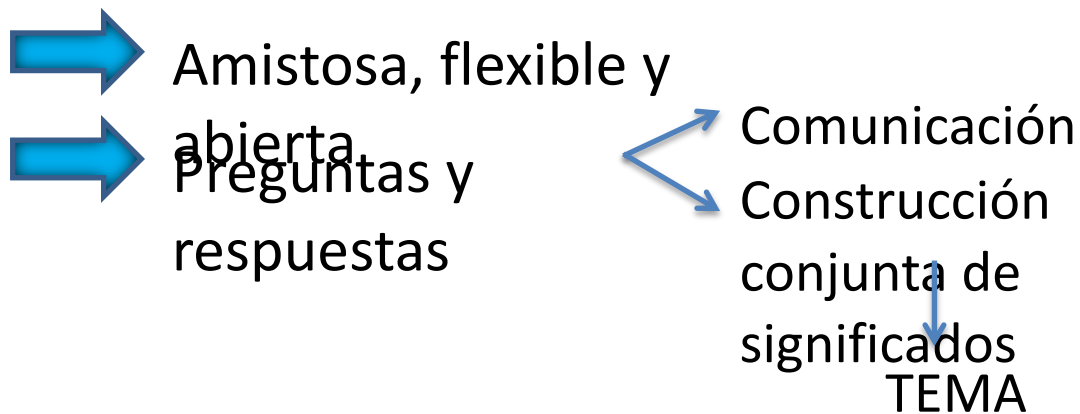 Amistosa, flexible y
abierta
Preguntas y
respuestas
Comunicación
Construcción
conjunta de
significados
TEMA